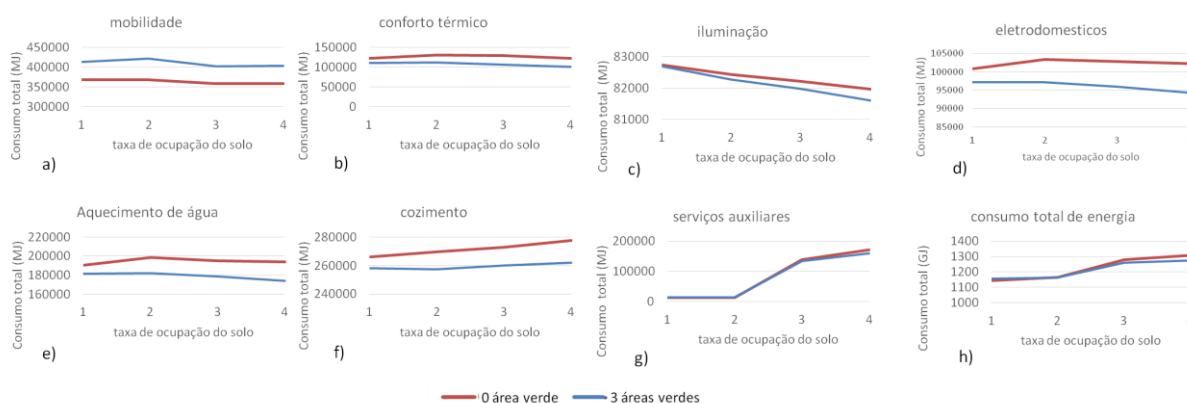 mobilidade
Consumo total (MJ)
450000
400000
350000
300000
1 2 3 4
taxa de ocupação do solo
a)
conforto térmico
Consumo total (MJ)
150000
100000
50000
0
1 2 3 4
taxa de ocupação do solo
b)
iluminação
Consumo total (MJ)
83000
82000
81000
1 2 3 4
taxa de ocupação do solo
c)
eletrodomesticos
Consumo total (MJ)
105000
100000
95000
90000
85000
1 2 3
taxa de ocupação do solo
d)
Aquecimento de água
Consumo total (MJ)
220000
200000
180000
160000
1 2 3 4
taxa de ocupação do solo
e)
cozimento
Consumo total (MJ)
280000
260000
240000
1 2 3 4
taxa de ocupação do solo
f)
serviços auxiliares
Consumo total (MJ)
200000
100000
0
1 2 3 4
taxa de ocupação do solo
g)
consumo total de energia
Consumo total (GJ)
1400
1300
1200
1100
1000
1 2 3
taxa de ocupação do solo
h)
0 área verde 3 áreas verdes